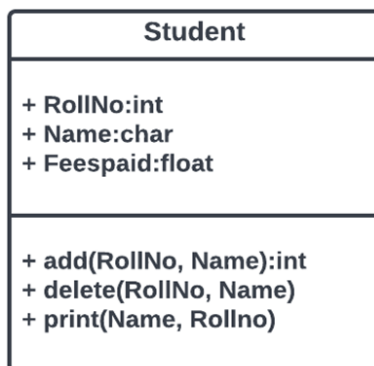 Student
+ RollNo:int
+ Name:char
+ Feespaid:float
+ add(RollNo, Name):int
+ delete(RollNo, Name)
+ print(Name, Rollno)